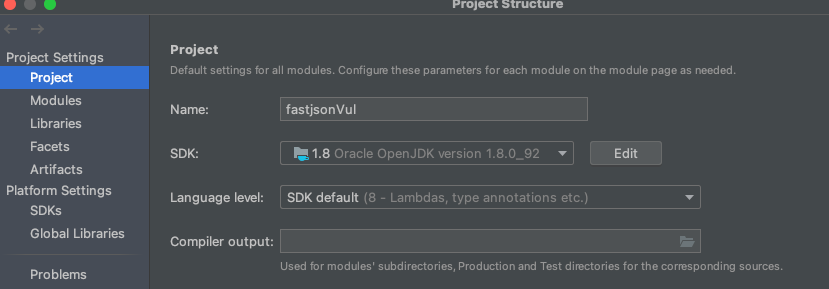 Project Structure
Project Settings
Project
Modules
Libraries
Facets
Artifacts
Platform Settings
SDKs
Global Libraries
Problems
Project
Default settings for all modules. Configure these parameters for each module on the module page as needed.
Name: fastjsonVul
SDK: 1.8 Oracle OpenJDK version 1.8.0_92 Edit
Language level: SDK default (8 - Lambdas, type annotations etc.)
Compiler output:
Used for modules' subdirectories, Production and Test directories for the corresponding sources.